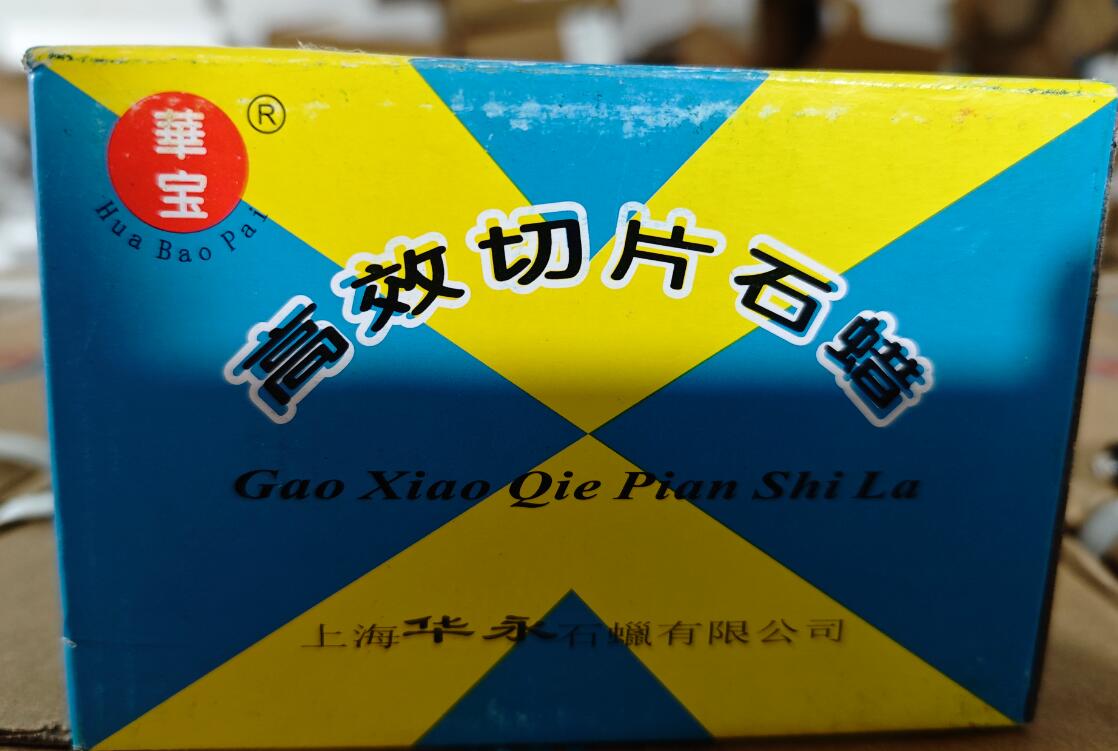 華宝
®
Hua Bao Pai
高效切片石蜡
Gao Xiao Qie Pian Shi La
上海华永石蠟有限公司